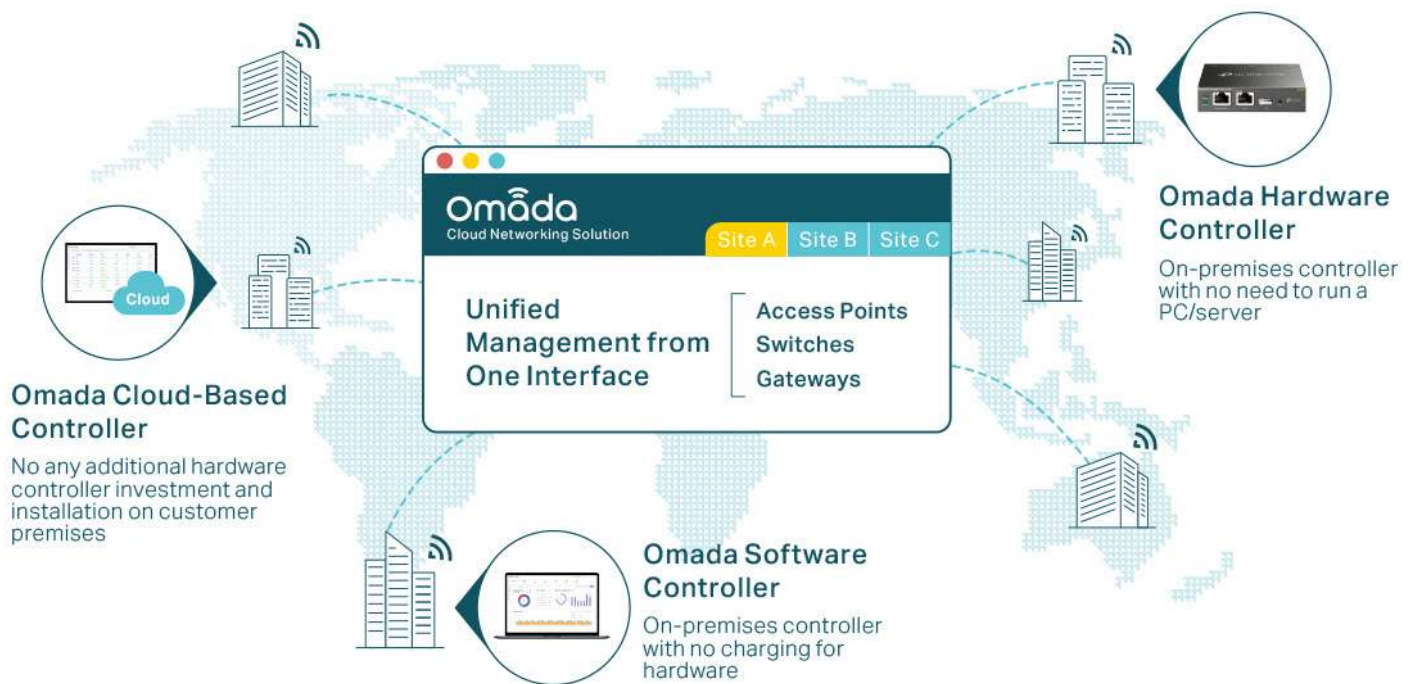 Omada
Cloud Networking Solution
Site A
Site B
Site C
Unified
Management from
One Interface
Access Points
Switches
Gateways
Cloud
Omada Cloud-Based
Controller
No any additional hardware
controller investment and
installation on customer
premises
Omada Hardware
Controller
On-premises controller
with no need to run a
PC/server
Omada Software
Controller
On-premises controller
with no charging for
hardware